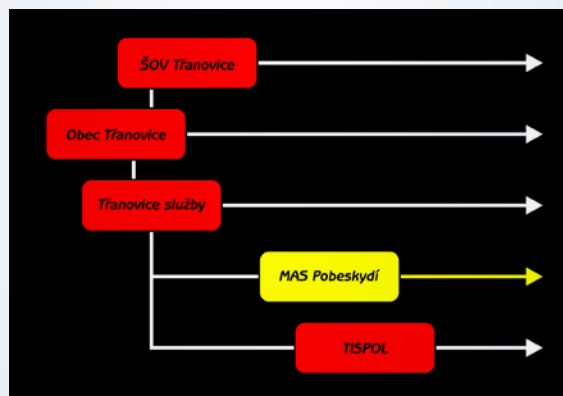 ŠOV Třanovice
Obec Třanovice
Třanovice služby
MAS Pobeskydí
TISPOL